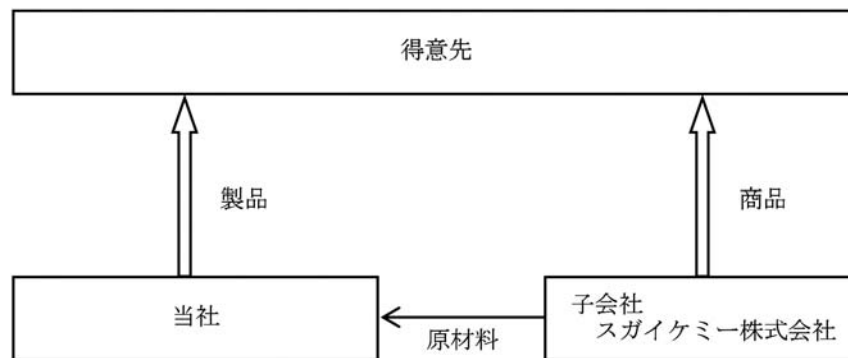 得意先
製品
商品
当社
原材料
子会社
スガイケミー株式会社